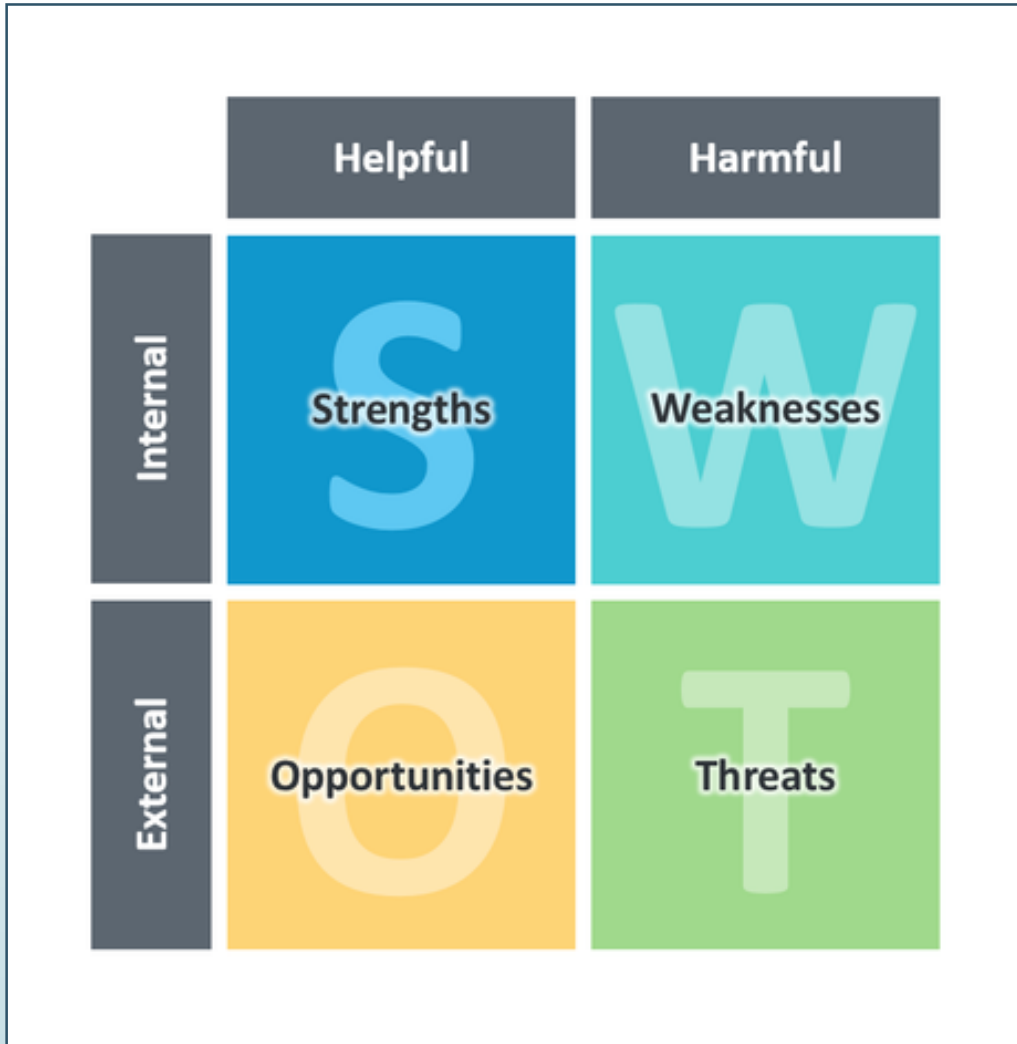 Helpful
Harmful
Internal
S
Strengths
W
Weaknesses
External
O
Opportunities
T
Threats